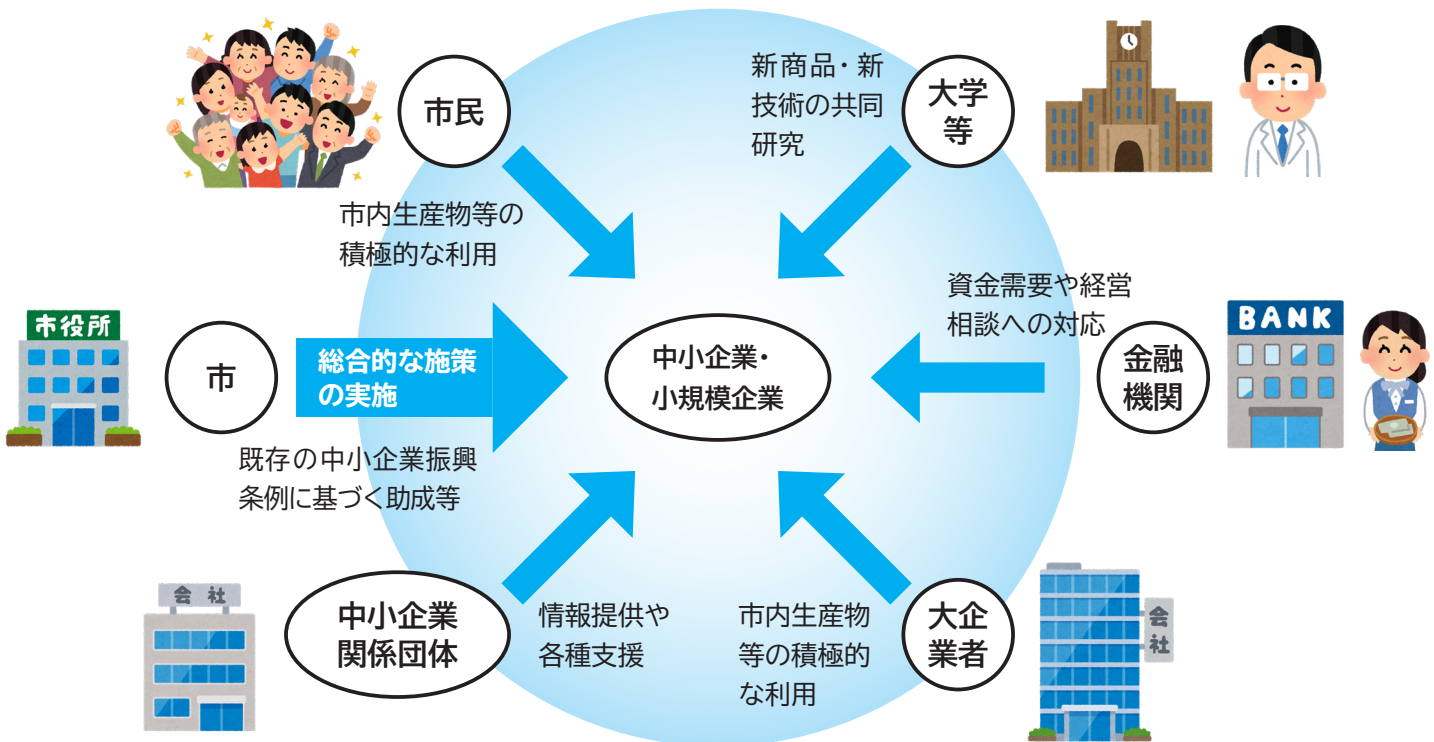 市民
市内生産物等の
積極的な利用
新商品・新
技術の共同
研究
大学
等
市役所
市
総合的な施策
の実施
既存の中小企業振興
条例に基づく助成等
中小企業・
小規模企業
資金需要や経営
相談への対応
金融
機関
BANK
会社
中小企業
関係団体
情報提供や
各種支援
市内生産物
等の積極的
な利用
大企
業者
会
社